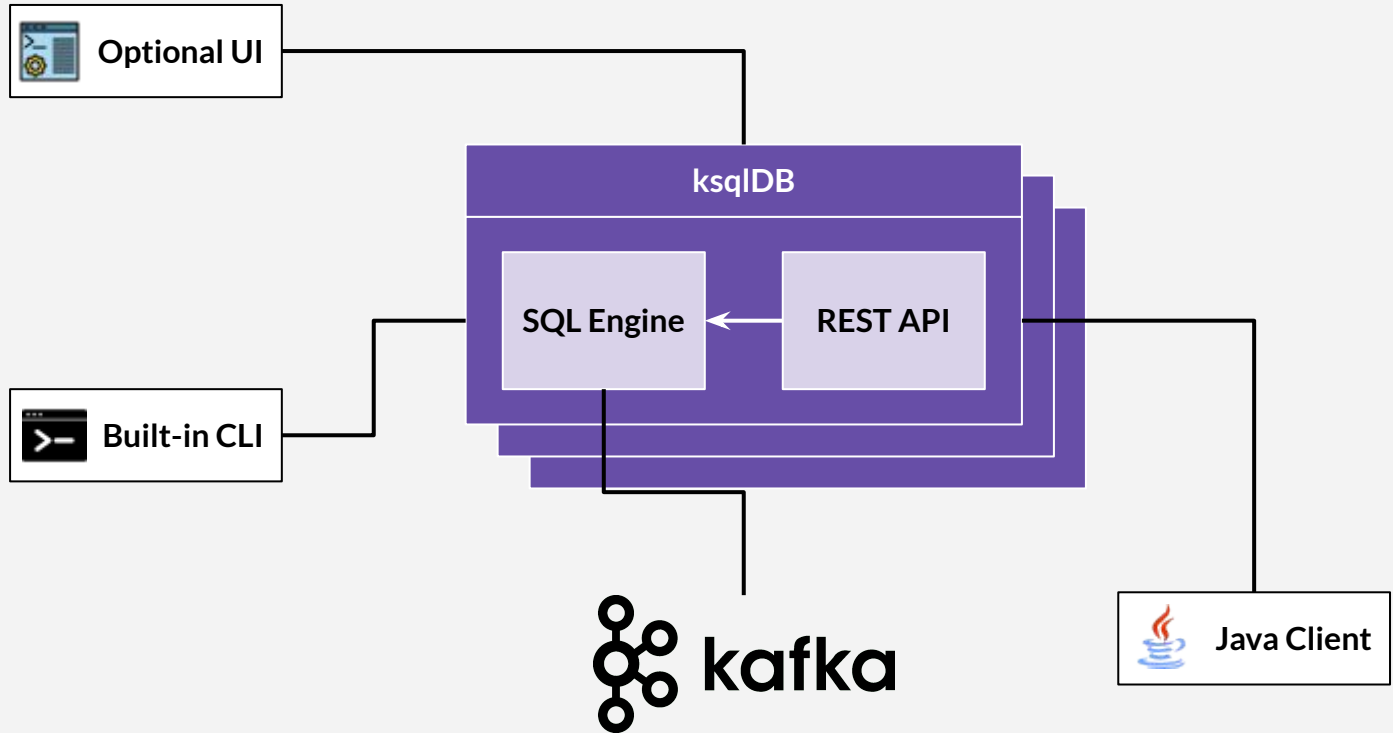 Optional UI
ksqlDB
SQL Engine
REST API
Built-in CLI
kafka
Java Client